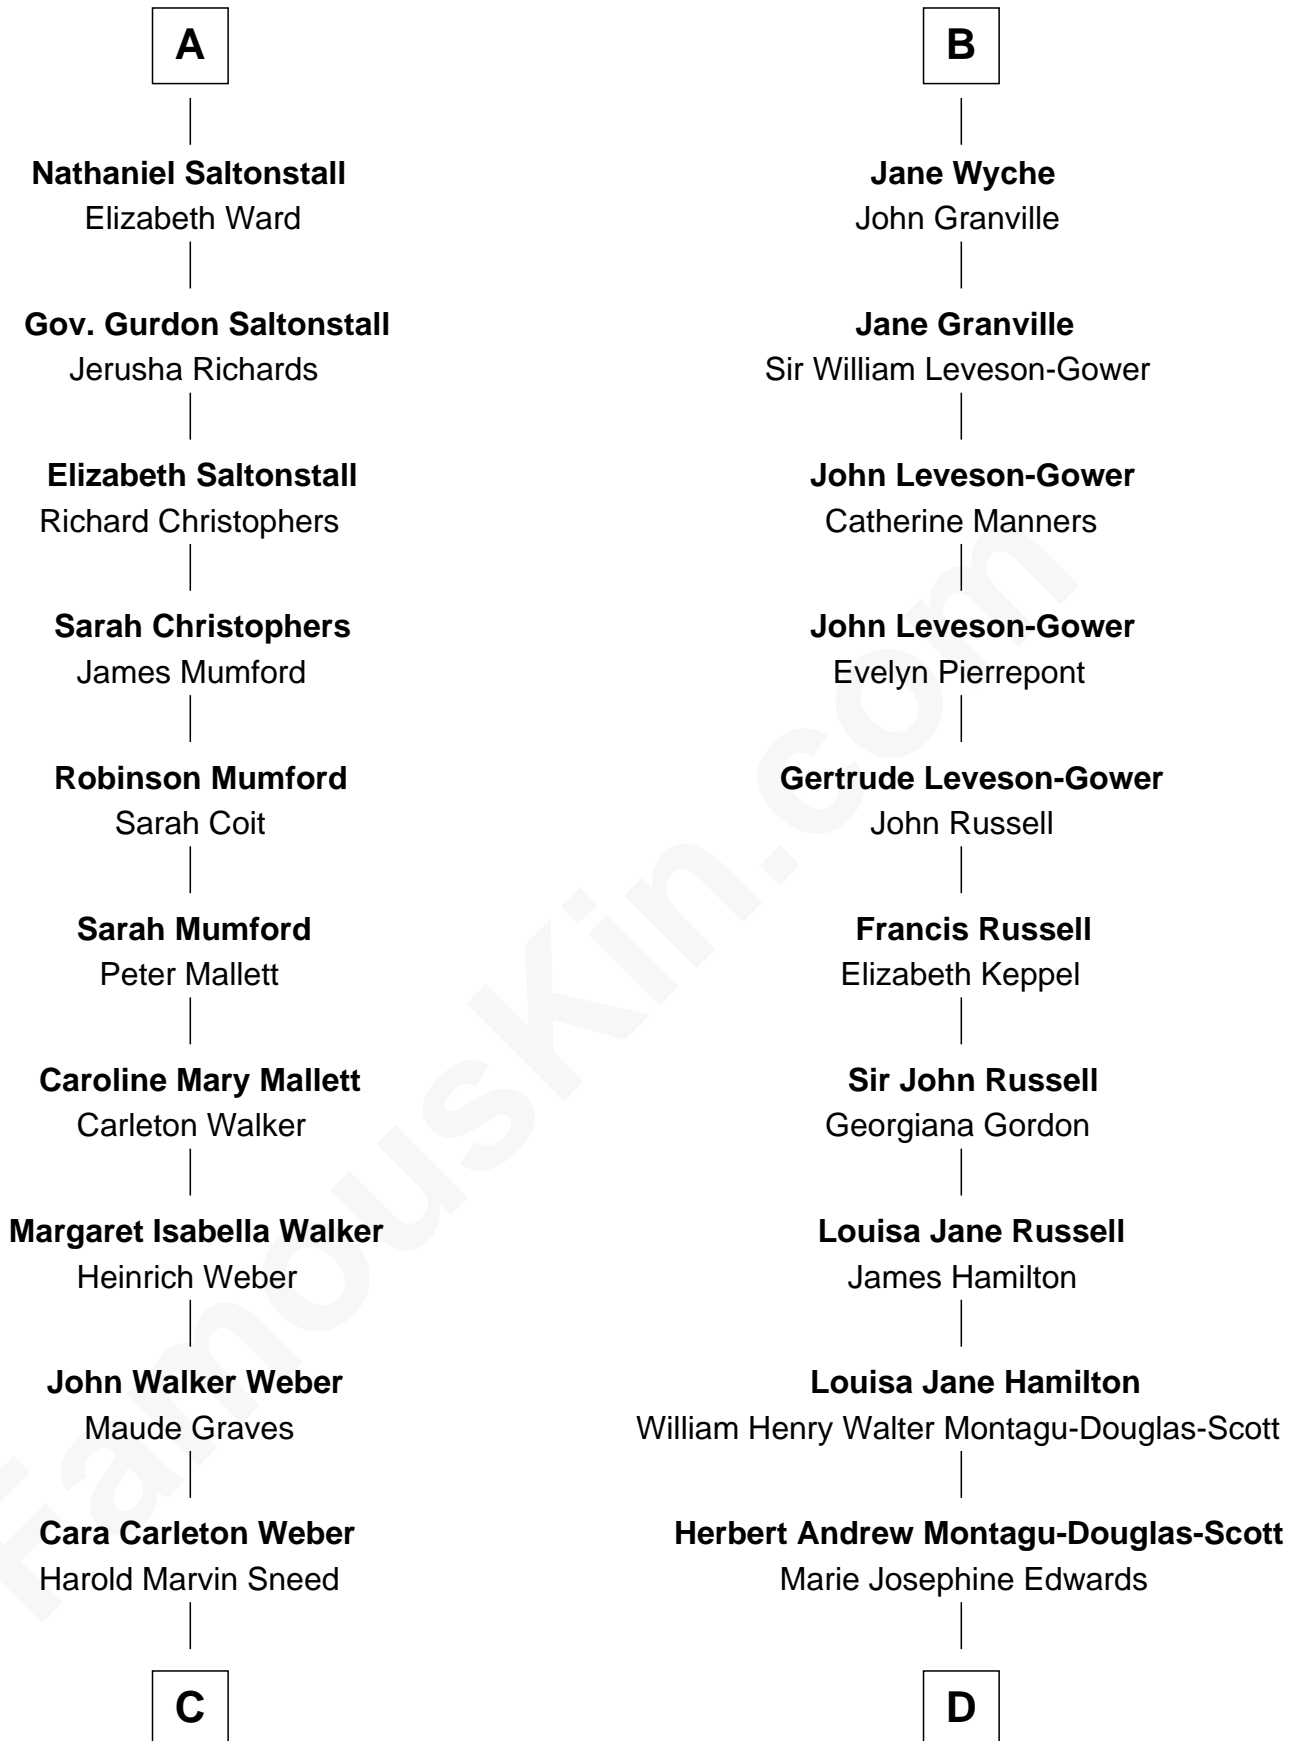 A
Nathaniel Saltonstall
Elizabeth Ward
Gov. Gurdon Saltonstall
Jerusha Richards
Elizabeth Saltonstall
Richard Christophers
Sarah Christophers
James Mumford
Robinson Mumford
Sarah Coit
Sarah Mumford
Peter Mallett
Caroline Mary Mallett
Carleton Walker
Margaret Isabella Walker
Heinrich Weber
John Walker Weber
Maude Graves
Cara Carleton Weber
Harold Marvin Sneed
C
B
Jane Wyche
John Granville
Jane Granville
Sir William Leveson-Gower
John Leveson-Gower
Catherine Manners
John Leveson-Gower
Evelyn Pierrepont
Gertrude Leveson-Gower
John Russell
Francis Russell
Elizabeth Keppel
Sir John Russell
Georgiana Gordon
Louisa Jane Russell
James Hamilton
Louisa Jane Hamilton
William Henry Walter Montagu-Douglas-Scott
Herbert Andrew Montagu-Douglas-Scott
Marie Josephine Edwards
D
FamousKin.com